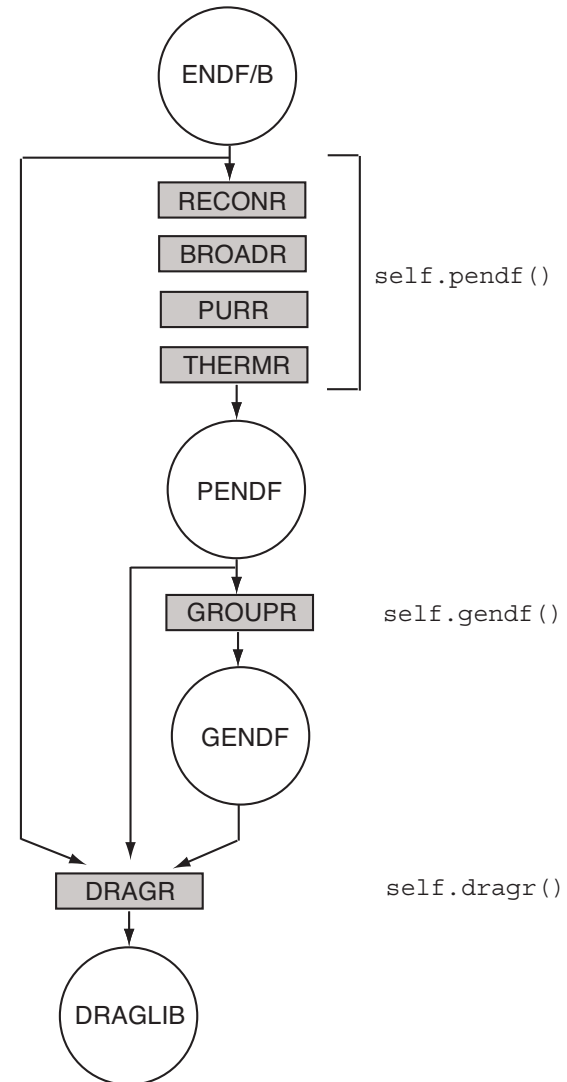 ENDF/B
RECONR
BROADR
self.pendf()
PURR
THERMR
PENDF
GROUPR
self.gendf()
GENDF
DRAGR
self.dragr()
DRAGLIB